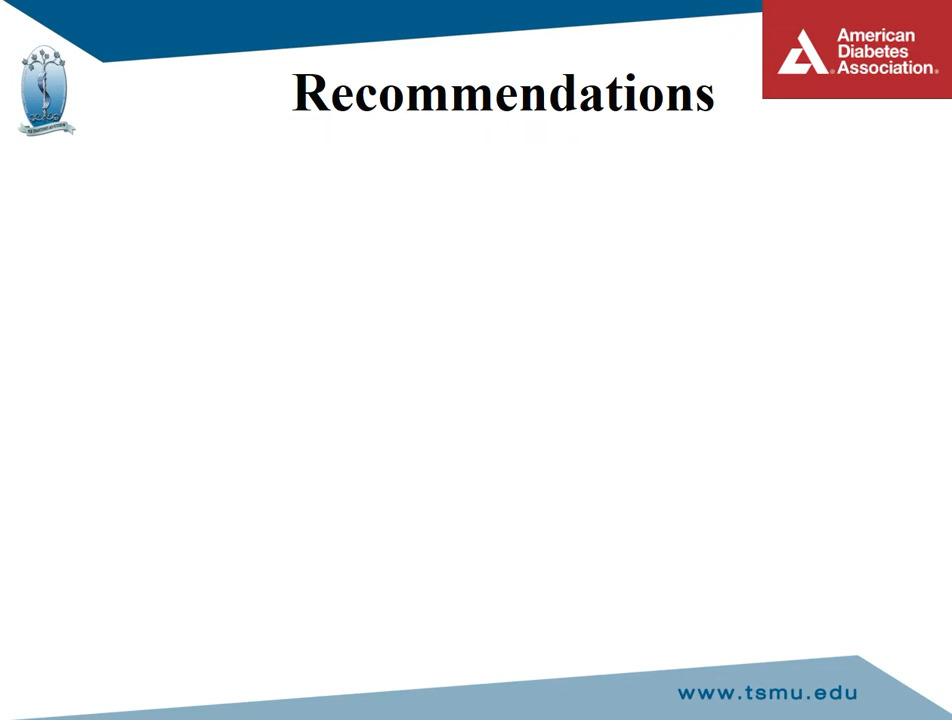 American
Diabetes
Association®
Recommendations
www.tsmu.edu